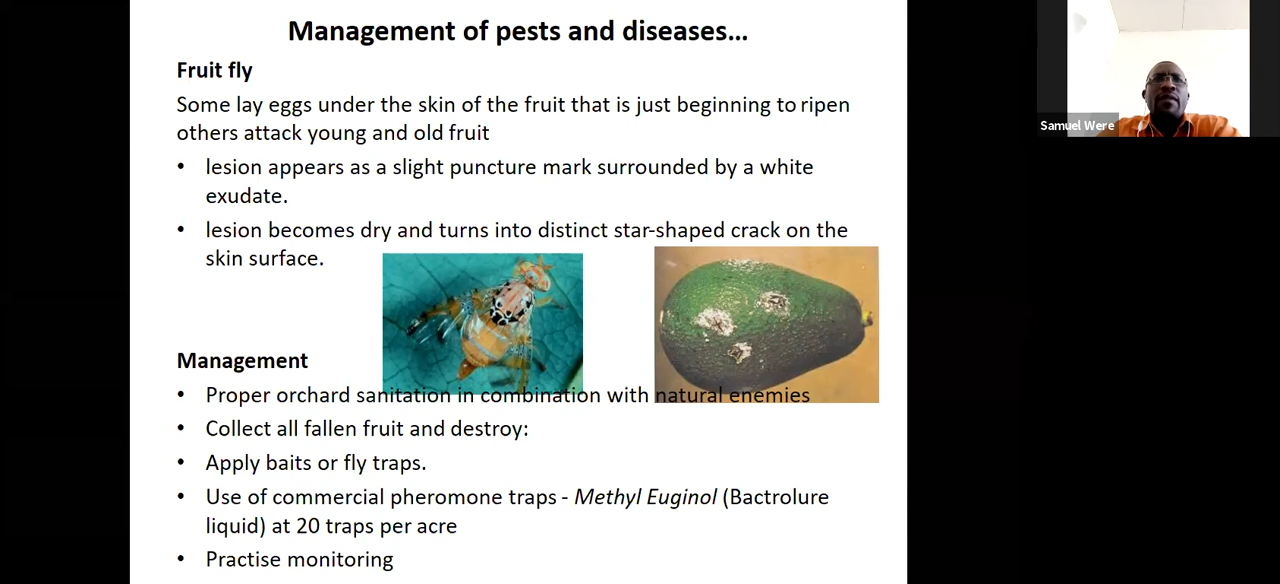 Management of pests and diseases...
Samuel Were
Fruit fly
Some lay eggs under the skin of the fruit that is just beginning to ripen
others attack young and old fruit
• lesion appears as a slight puncture mark surrounded by a white
exudate.
• lesion becomes dry and turns into distinct star-shaped crack on the
skin surface.
Management
• Proper orchard sanitation in combination with natural enemies
• Collect all fallen fruit and destroy:
• Apply baits or fly traps.
• Use of commercial pheromone traps - Methyl Euginol (Bactrolure
liquid) at 20 traps per acre
• Practise monitoring